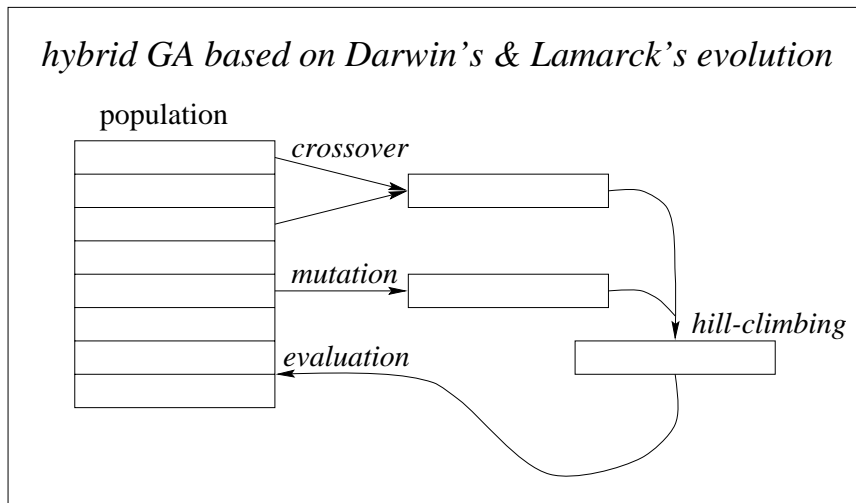 hybrid GA based on Darwin's & Lamarck's evolution
population
crossover
mutation
hill-climbing
evaluation